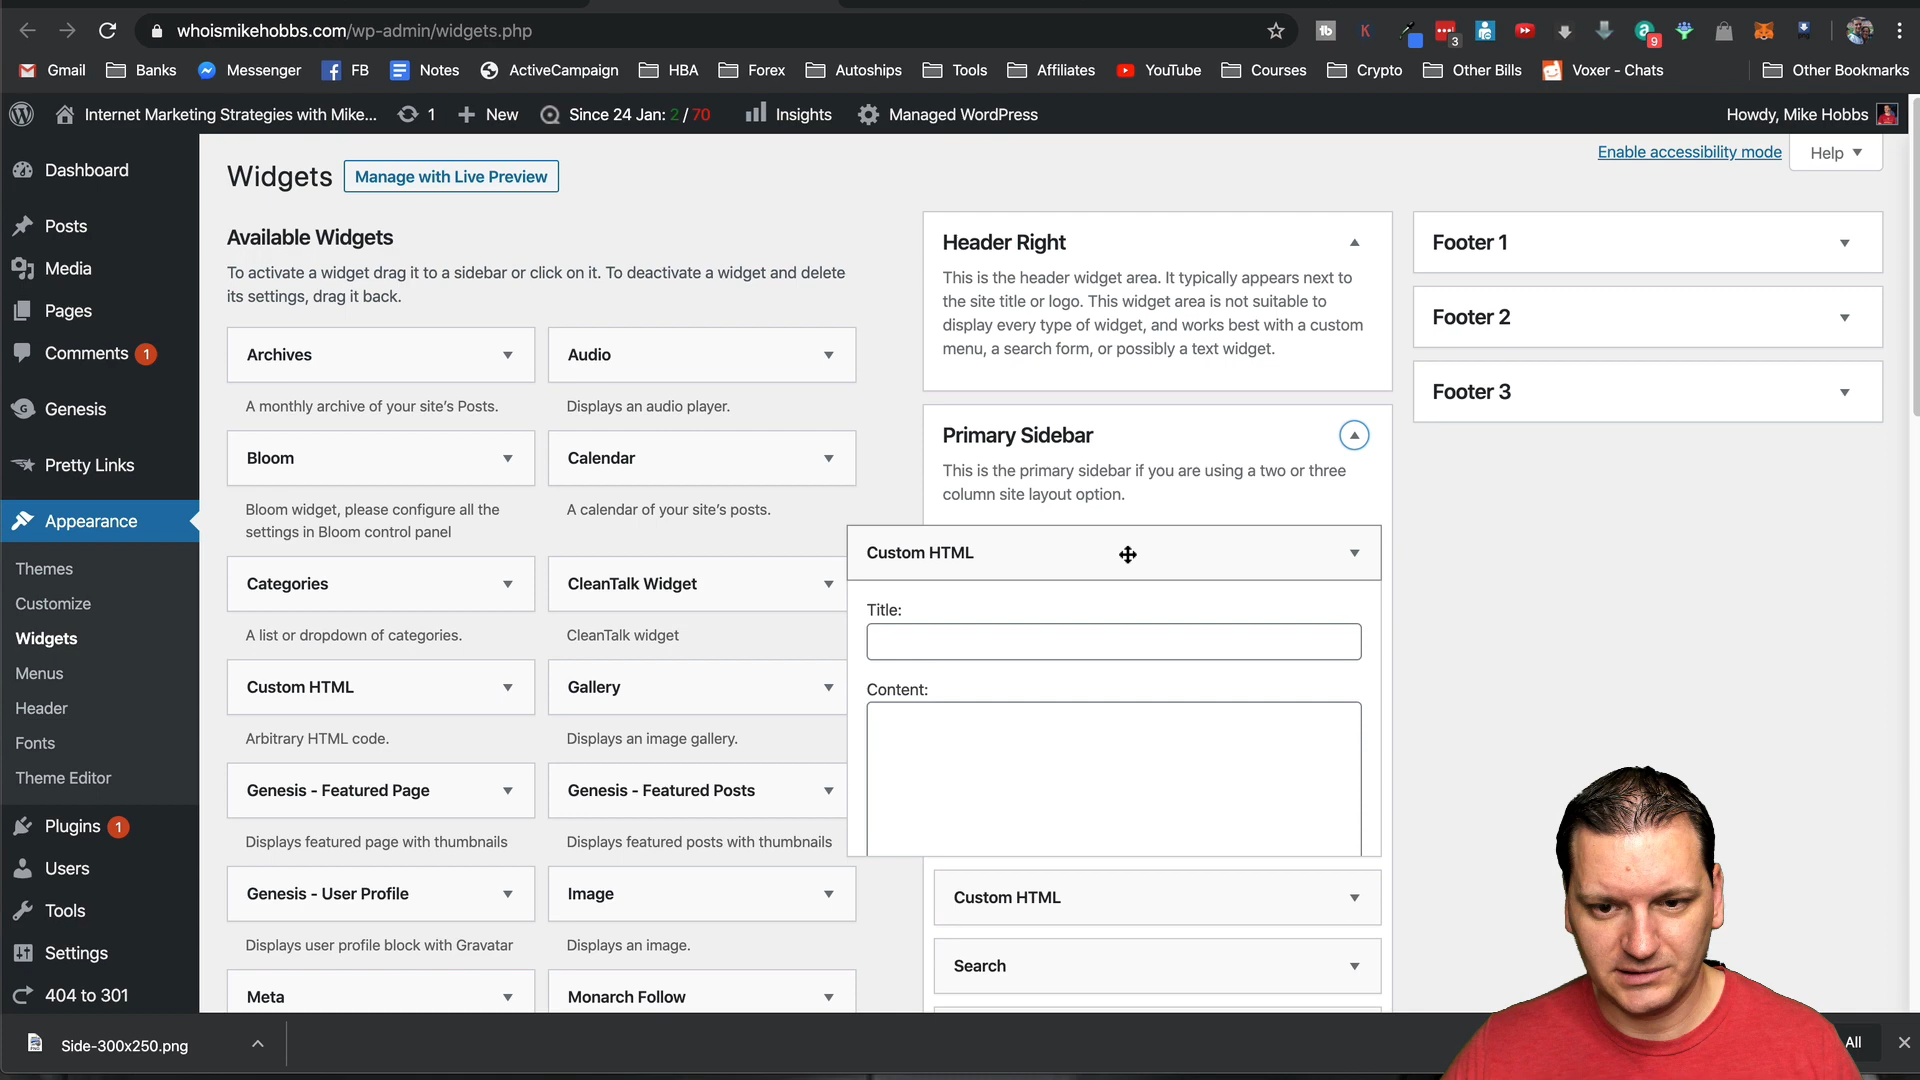 whoismikehobbs.com/wp-admin/widgets.php
tb
K
3
9
Gmail
Banks
Messenger
FB
Notes
ActiveCampaign
HBA
Forex
Autoships
Tools
Affiliates
YouTube
Courses
Crypto
Other Bills
Voxer - Chats
Other Bookmarks
Internet Marketing Strategies with Mike...
1
New
Since 24 Jan: 2 / 70
Insights
Managed WordPress
Howdy, Mike Hobbs
Dashboard
Posts
Media
Pages
Comments 1
Genesis
Pretty Links
Appearance
Themes
Customize
Widgets
Menus
Header
Fonts
Theme Editor
Plugins 1
Users
Tools
Settings
404 to 301
Widgets
Manage with Live Preview
Enable accessibility mode
Help
Available Widgets
To activate a widget drag it to a sidebar or click on it. To deactivate a widget and delete
its settings, drag it back.
Archives
A monthly archive of your site's Posts.
Audio
Displays an audio player.
Bloom
Bloom widget, please configure all the
settings in Bloom control panel
Calendar
A calendar of your site's posts.
Categories
A list or dropdown of categories.
CleanTalk Widget
CleanTalk widget
Custom HTML
Arbitrary HTML code.
Gallery
Displays an image gallery.
Genesis - Featured Page
Displays featured page with thumbnails
Genesis - Featured Posts
Displays featured posts with thumbnails
Genesis - User Profile
Displays user profile block with Gravatar
Image
Displays an image.
Meta
Monarch Follow
Header Right
This is the header widget area. It typically appears next to
the site title or logo. This widget area is not suitable to
display every type of widget, and works best with a custom
menu, a search form, or possibly a text widget.
Primary Sidebar
This is the primary sidebar if you are using a two or three
column site layout option.
Custom HTML
Title:
Content:
Custom HTML
Search
Footer 1
Footer 2
Footer 3
Side-300x250.png
All